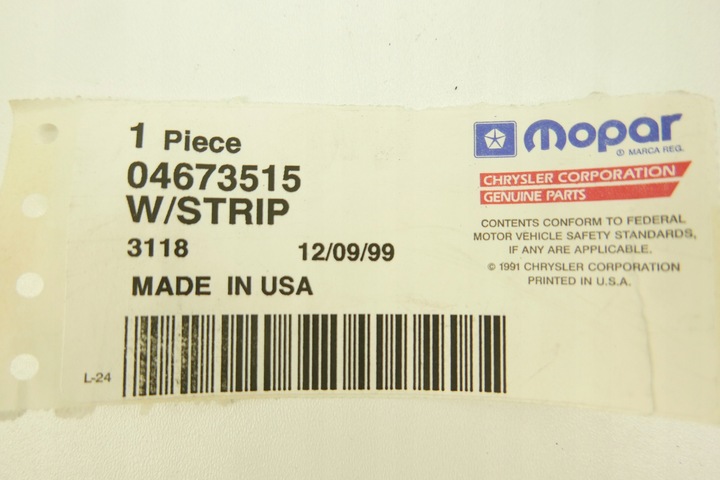 1 Piece
04673515
W/STRIP
3118 12/09/99
MADE IN USA
L-24
mopar
® MARCA REG.
CHRYSLER CORPORATION
GENUINE PARTS
CONTENTS CONFORM TO FEDERAL
MOTOR VEHICLE SAFETY STANDARDS,
IF ANY ARE APPLICABLE.
© 1991 CHRYSLER CORPORATION
PRINTED IN U.S.A.